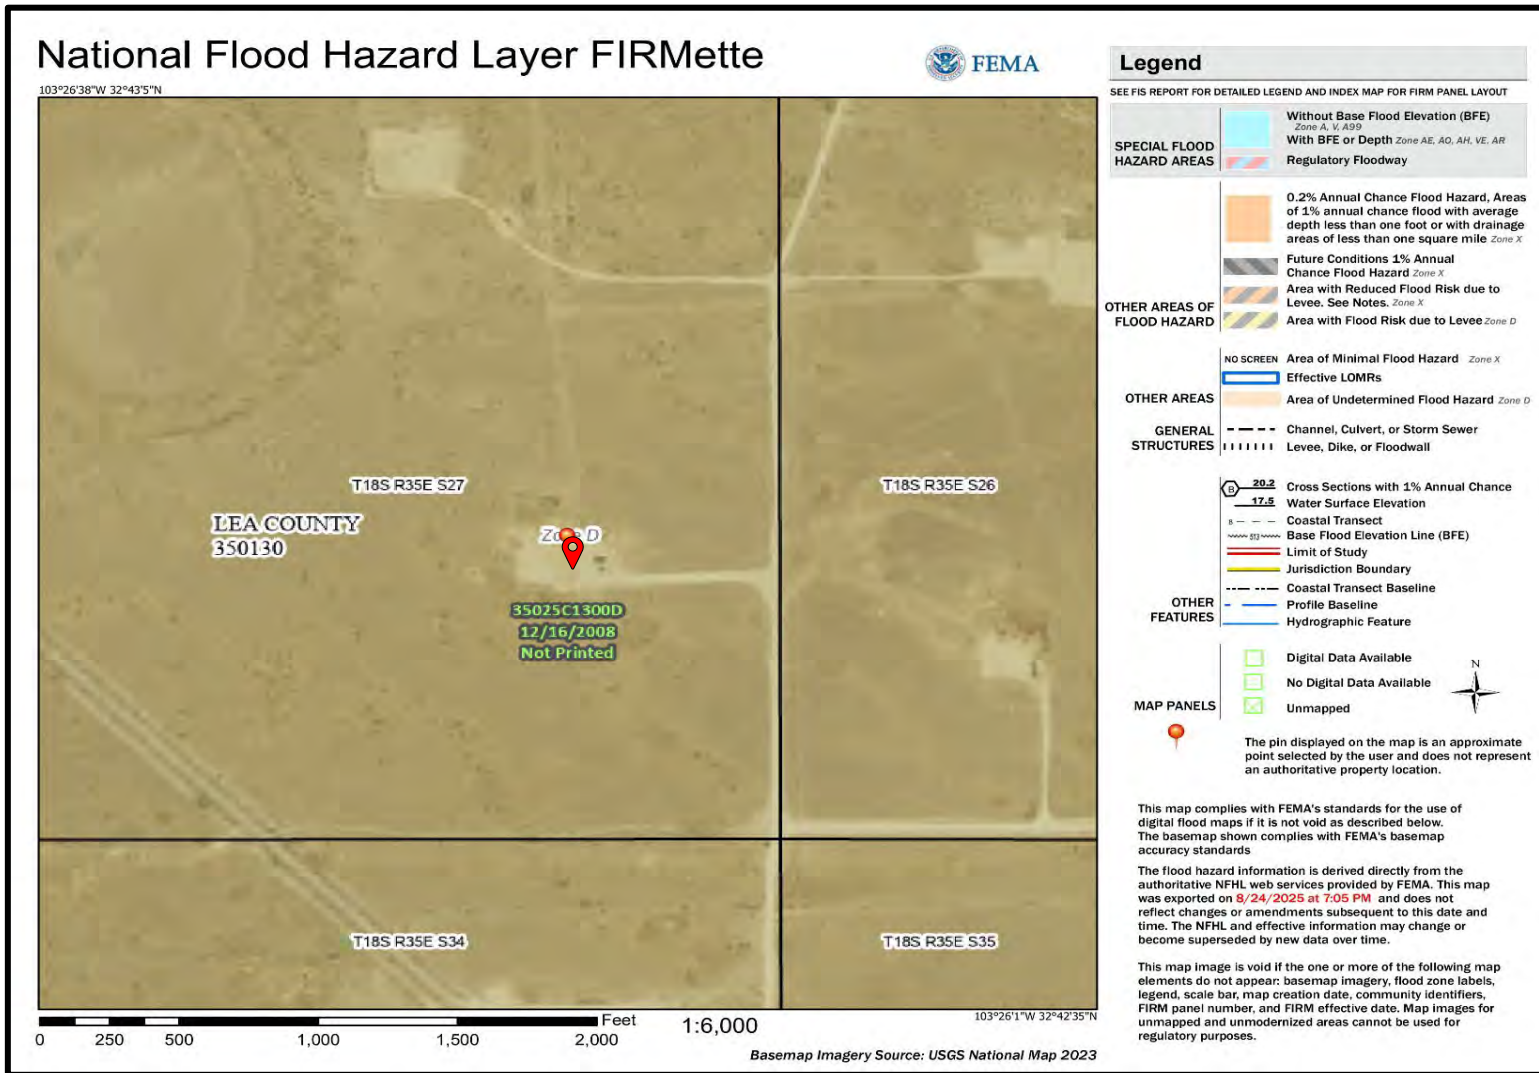 National Flood Hazard Layer FIRMette
FEMA
103°26'38"W 32°43'5"N
T18S R35E S27
T18S R35E S26
LEA COUNTY
350130
Zone D
35025C1300D
12/16/2008
Not Printed
T18S R35E S34
T18S R35E S35
Feet
0 250 500 1,000 1,500 2,000
1:6,000
103°26'1"W 32°42'35"N
Basemap Imagery Source: USGS National Map 2023
Legend
SEE FIS REPORT FOR DETAILED LEGEND AND INDEX MAP FOR FIRM PANEL LAYOUT
SPECIAL FLOOD
HAZARD AREAS
Without Base Flood Elevation (BFE)
Zone A, V, A99
With BFE or Depth Zone AE, AO, AH, VE, AR
Regulatory Floodway
OTHER AREAS OF
FLOOD HAZARD
0.2% Annual Chance Flood Hazard, Areas
of 1% annual chance flood with average
depth less than one foot or with drainage
areas of less than one square mile Zone X
Future Conditions 1% Annual
Chance Flood Hazard Zone X
Area with Reduced Flood Risk due to
Levee. See Notes. Zone X
Area with Flood Risk due to Levee Zone D
OTHER AREAS
NO SCREEN Area of Minimal Flood Hazard Zone X
Effective LOMRs
Area of Undetermined Flood Hazard Zone D
GENERAL
STRUCTURES
Channel, Culvert, or Storm Sewer
Levee, Dike, or Floodwall
OTHER
FEATURES
B 20.2 Cross Sections with 1% Annual Chance
17.5 Water Surface Elevation
8 Coastal Transect
513 Base Flood Elevation Line (BFE)
Limit of Study
Jurisdiction Boundary
Coastal Transect Baseline
Profile Baseline
Hydrographic Feature
MAP PANELS
Digital Data Available
No Digital Data Available
Unmapped
N
The pin displayed on the map is an approximate
point selected by the user and does not represent
an authoritative property location.
This map complies with FEMA's standards for the use of
digital flood maps if it is not void as described below.
The basemap shown complies with FEMA's basemap
accuracy standards
The flood hazard information is derived directly from the
authoritative NFHL web services provided by FEMA. This map
was exported on 8/24/2025 at 7:05 PM and does not
reflect changes or amendments subsequent to this date and
time. The NFHL and effective information may change or
become superseded by new data over time.
This map image is void if the one or more of the following map
elements do not appear: basemap imagery, flood zone labels,
legend, scale bar, map creation date, community identifiers,
FIRM panel number, and FIRM effective date. Map images for
unmapped and unmodernized areas cannot be used for
regulatory purposes.